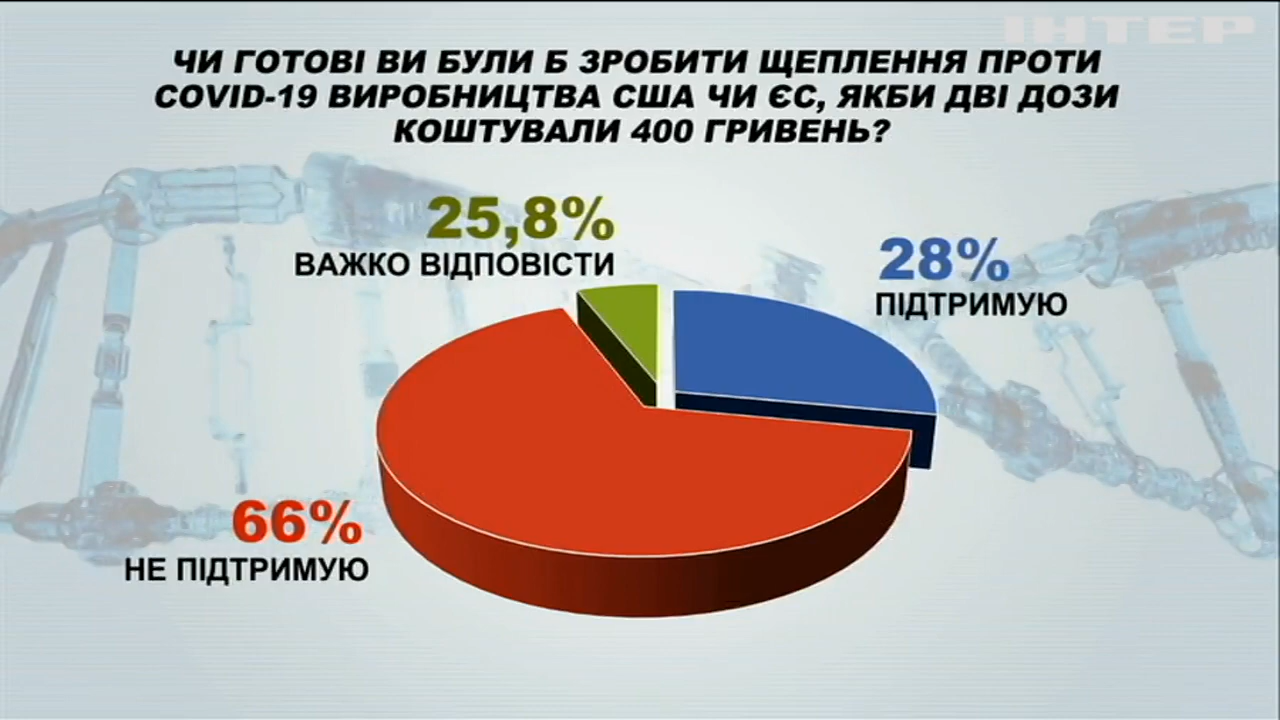 ІНТЕР
ЧИ ГОТОВІ ВИ БУЛИ Б ЗРОБИТИ ЩЕПЛЕННЯ ПРОТИ
COVID-19 ВИРОБНИЦТВА США ЧИ ЄС, ЯКБИ ДВІ ДОЗИ
КОШТУВАЛИ 400 ГРИВЕНЬ?
25,8%
ВАЖКО ВІДПОВІСТИ
28%
ПІДТРИМУЮ
66%
НЕ ПІДТРИМУЮ